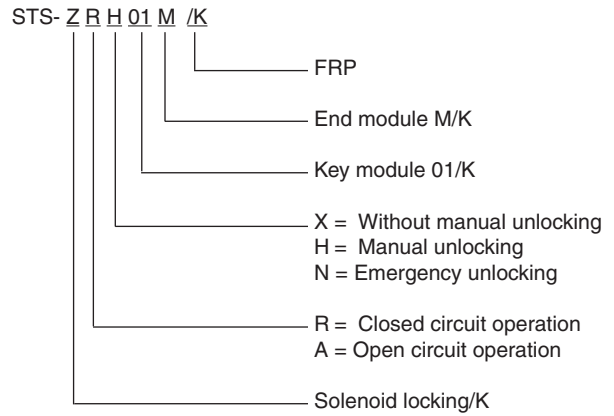 STS- Z R H 01 M /K
FRP
End module M/K
Key module 01/K
X = Without manual unlocking
H = Manual unlocking
N = Emergency unlocking
R = Closed circuit operation
A = Open circuit operation
Solenoid locking/K